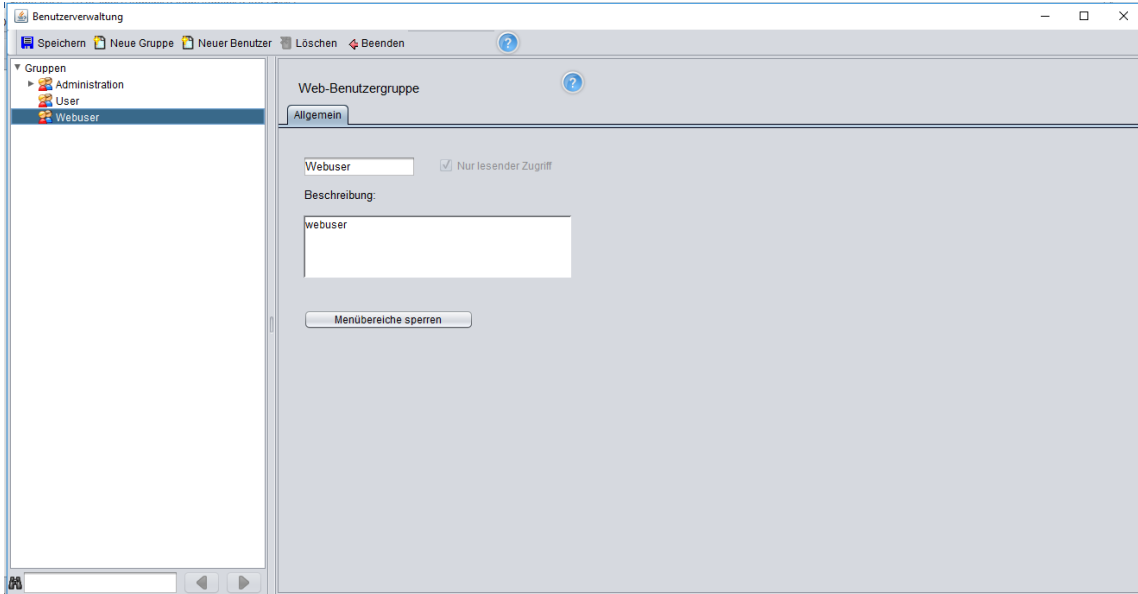 Benutzerverwaltung
Speichern Neue Gruppe Neuer Benutzer Löschen Beenden ?
Gruppen
Administration
User
Webuser
Web-Benutzergruppe ?
Allgemein
Webuser Nur lesender Zugriff
Beschreibung:
webuser
Menübereiche sperren